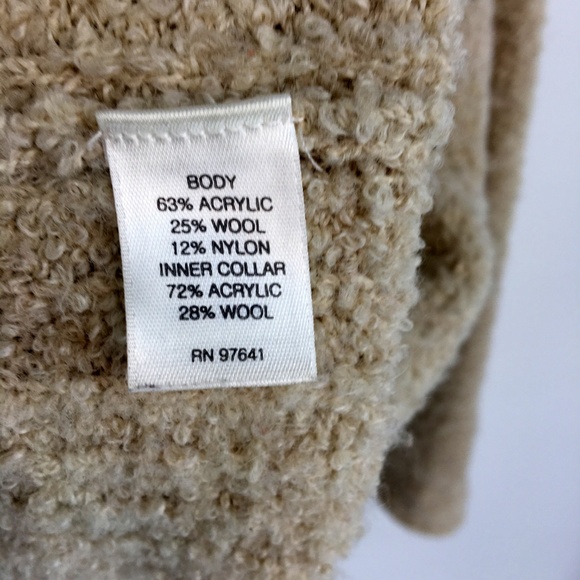 BODY
63% ACRYLIC
25% WOOL
12% NYLON
INNER COLLAR
72% ACRYLIC
28% WOOL
RN 97641